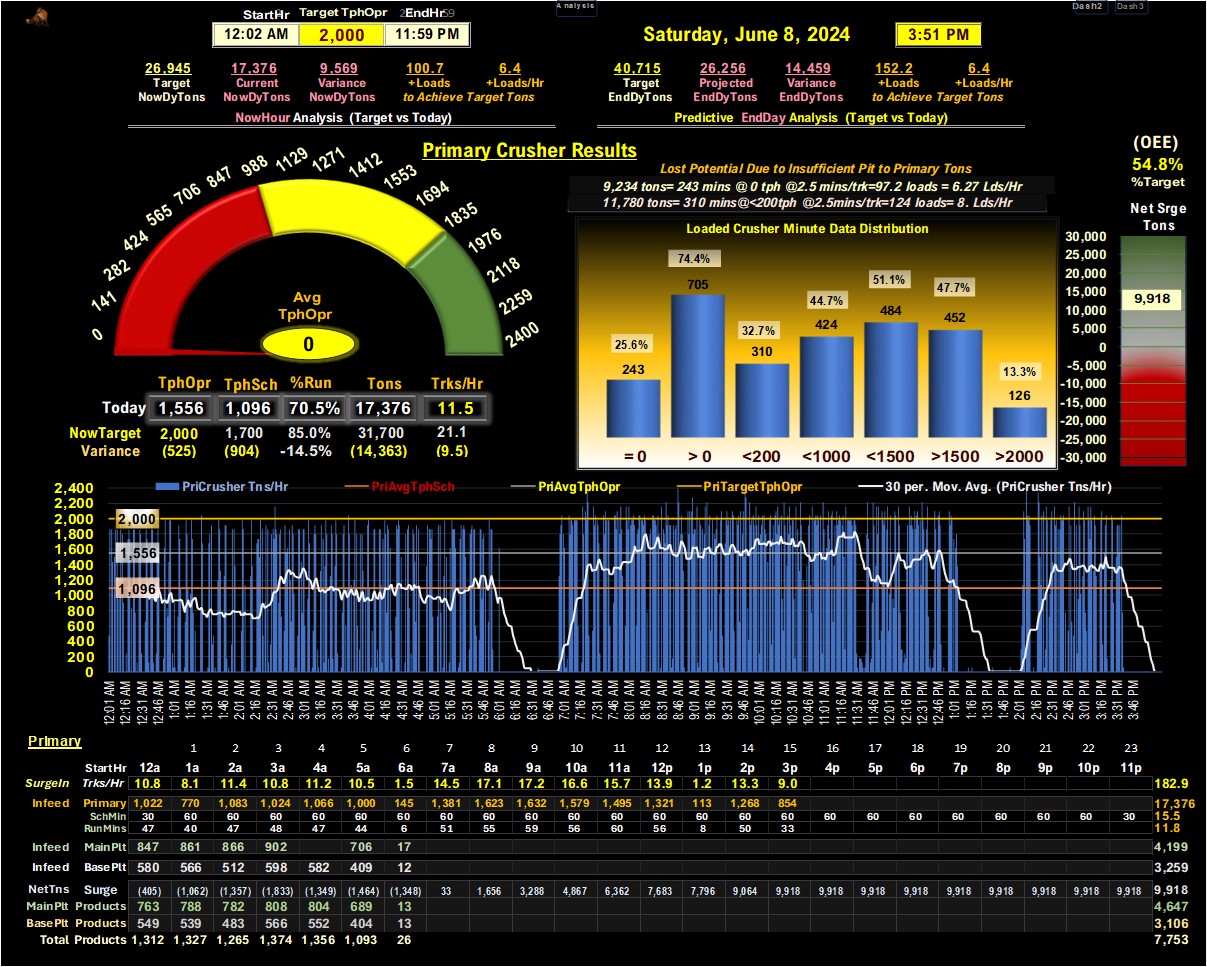 Analysis
Dash2 Dash3
StartHr Target TphOpr EndHr
12:02 AM 2,000 11:59 PM
Saturday, June 8, 2024 3:51 PM
26,945 17,376 9,569 100.7 6.4
Target Current Variance +Loads +Loads/Hr
NowDyTons NowDyTons NowDyTons to Achieve Target Tons
NowHour Analysis (Target vs Today)
40,715 26,256 14,459 152.2 6.4
Target Projected Variance +Loads +Loads/Hr
EndDyTons EndDyTons EndDyTons to Achieve Target Tons
Predictive EndDay Analysis (Target vs Today)
Primary Crusher Results
0 141 282 424 565 706 847 988 1129 1271 1412 1553 1694 1835 1976 2118 2259 2400
Avg
TphOpr
0
TphOpr TphSch %Run Tons Trks/Hr
Today 1,556 1,096 70.5% 17,376 11.5
NowTarget 2,000 1,700 85.0% 31,700 21.1
Variance (525) (904) -14.5% (14,363) (9.5)
Lost Potential Due to Insufficient Pit to Primary Tons
9,234 tons= 243 mins @ 0 tph @2.5 mins/trk=97.2 loads = 6.27 Lds/Hr
11,780 tons= 310 mins@<200tph @2.5mins/trk=124 loads= 8. Lds/Hr
Loaded Crusher Minute Data Distribution
25.6% 74.4% 32.7% 44.7% 51.1% 47.7% 13.3%
243 705 310 424 484 452 126
= 0 > 0 <200 <1000 <1500 >1500 >2000
(OEE)
54.8%
%Target
Net Srge
Tons
30,000
25,000
20,000
15,000
10,000
5,000
0
-5,000
-10,000
-15,000
-20,000
-25,000
-30,000
9,918
PriCrusher Tns/Hr PriAvgTphSch PriAvgTphOpr PriTargetTphOpr 30 per. Mov. Avg. (PriCrusher Tns/Hr)
2,400
2,200
2,000
1,800
1,600
1,400
1,200
1,000
800
600
400
200
0
2,000
1,556
1,096
12:01 AM 12:16 AM 12:31 AM 12:46 AM 1:01 AM 1:16 AM 1:31 AM 1:46 AM 2:01 AM 2:16 AM 2:31 AM 2:46 AM 3:01 AM 3:16 AM 3:31 AM 3:46 AM 4:01 AM 4:16 AM 4:31 AM 4:46 AM 5:01 AM 5:16 AM 5:31 AM 5:46 AM 6:01 AM 6:16 AM 6:31 AM 6:46 AM 7:01 AM 7:16 AM 7:31 AM 7:46 AM 8:01 AM 8:16 AM 8:31 AM 8:46 AM 9:01 AM 9:16 AM 9:31 AM 9:46 AM 10:01 AM 10:16 AM 10:31 AM 10:46 AM 11:01 AM 11:16 AM 11:31 AM 11:46 AM 12:01 PM 12:16 PM 12:31 PM 12:46 PM 1:01 PM 1:16 PM 1:31 PM 1:46 PM 2:01 PM 2:16 PM 2:31 PM 2:46 PM 3:01 PM 3:16 PM 3:31 PM 3:46 PM
Primary
1 2 3 4 5 6 7 8 9 10 11 12 13 14 15 16 17 18 19 20 21 22 23
StartHr 12a 1a 2a 3a 4a 5a 6a 7a 8a 9a 10a 11a 12p 1p 2p 3p 4p 5p 6p 7p 8p 9p 10p 11p
SurgeIn Trks/Hr 10.8 8.1 11.4 10.8 11.2 10.5 1.5 14.5 17.1 17.2 16.6 15.7 13.9 1.2 13.3 9.0 182.9
Infeed Primary 1,022 770 1,083 1,024 1,066 1,000 145 1,381 1,623 1,632 1,579 1,495 1,321 113 1,268 854 17,376
SchMin 30 60 60 60 60 60 60 60 60 60 60 60 60 60 60 60 60 60 60 60 60 60 60 30 15.5
RunMins 47 40 47 48 47 44 6 51 55 59 56 60 56 8 50 33 11.8
Infeed MainPlt 847 861 866 902 706 17 4,199
Infeed BasePlt 580 566 512 598 582 409 12 3,259
NetTns Surge (405) (1,062) (1,357) (1,833) (1,349) (1,464) (1,348) 33 1,656 3,288 4,867 6,362 7,683 7,796 9,064 9,918 9,918 9,918 9,918 9,918 9,918 9,918 9,918 9,918 9,918
MainPlt Products 763 788 782 808 804 689 13 4,647
BasePlt Products 549 539 483 566 552 404 13 3,106
Total Products 1,312 1,327 1,265 1,374 1,356 1,093 26 7,753